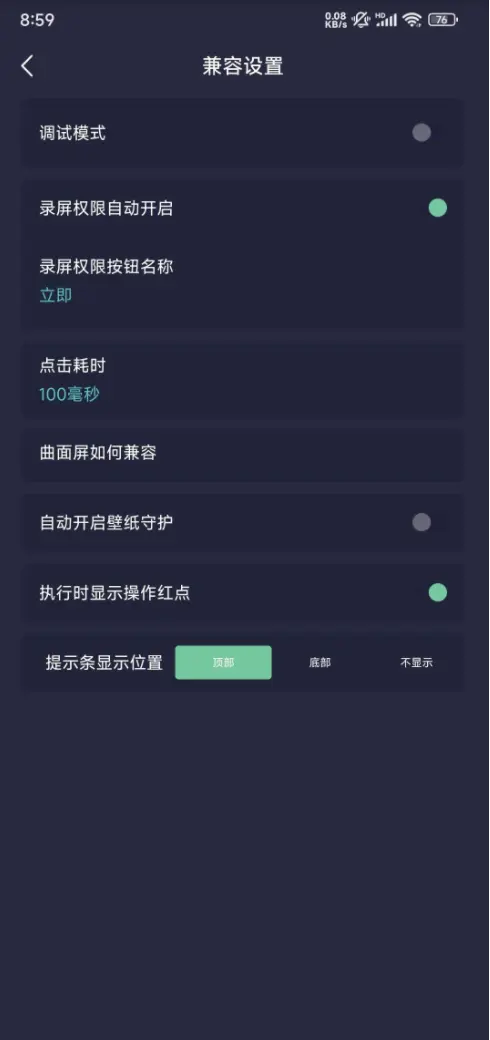 8:59
0.08
KB/s
HD
76
兼容设置
调试模式
录屏权限自动开启
录屏权限按钮名称
立即
点击耗时
100毫秒
曲面屏如何兼容
自动开启壁纸守护
执行时显示操作红点
提示条显示位置 顶部 底部 不显示